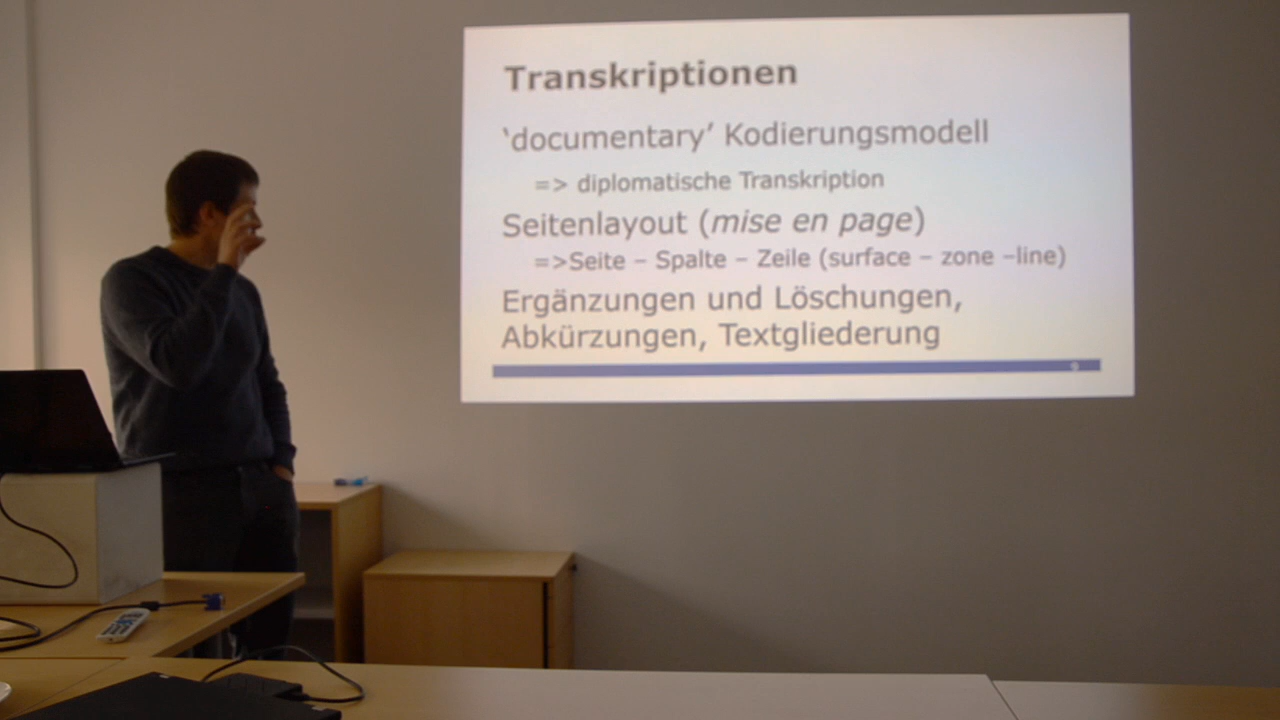 Transkriptionen
‘documentary’ Kodierungsmodell
=> diplomatische Transkription
Seitenlayout (mise en page)
=>Seite – Spalte – Zeile (surface – zone –line)
Ergänzungen und Löschungen,
Abkürzungen, Textgliederung
9